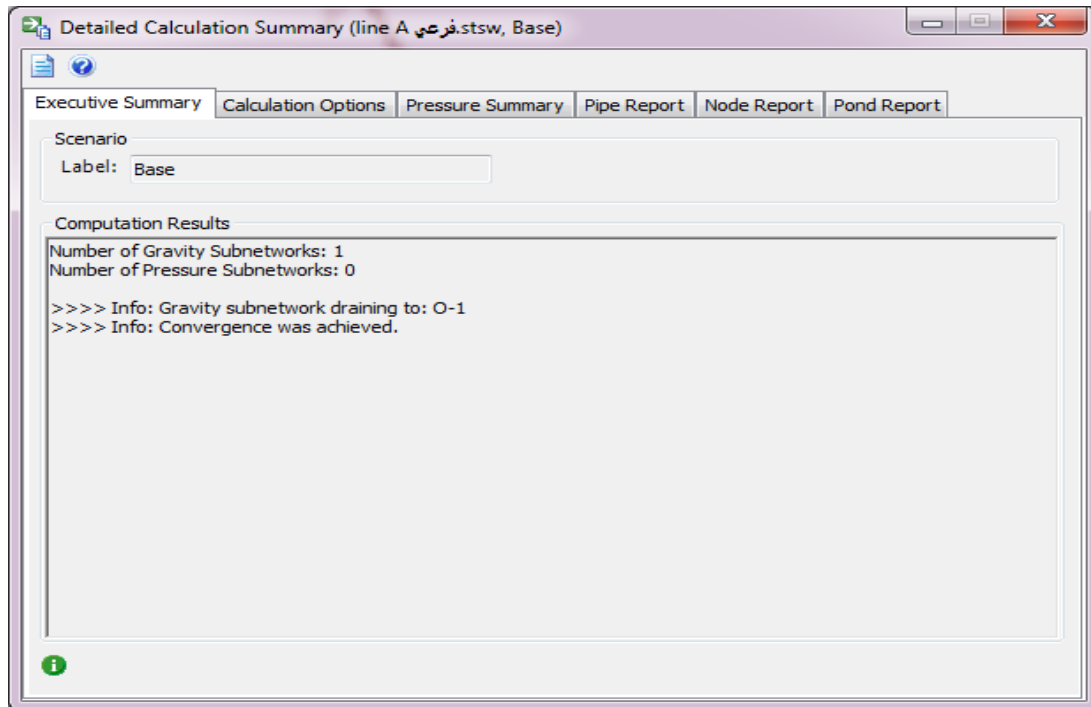 Detailed Calculation Summary (line A فرعي.stsw, Base)
Executive Summary Calculation Options Pressure Summary Pipe Report Node Report Pond Report
Scenario
Label: Base
Computation Results
Number of Gravity Subnetworks: 1
Number of Pressure Subnetworks: 0
>>>> Info: Gravity subnetwork draining to: O-1
>>>> Info: Convergence was achieved.